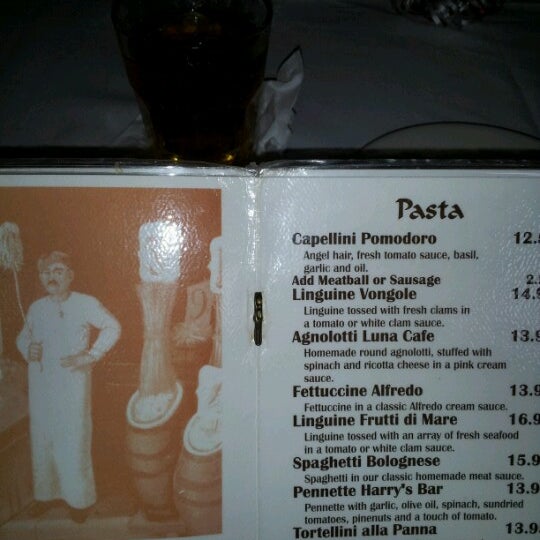 Pasta
Capellini Pomodoro 12.
Angel hair, fresh tomato sauce, basil,
garlic and oil.
Add Meatball or Sausage 2.
Linguine Vongole 14.9
Linguine tossed with fresh clams in
a tomato or white clam sauce.
Agnolotti Luna Cafe 13.9
Homemade round agnolotti, stuffed with
spinach and ricotta cheese in a pink cream
sauce.
Fettuccine Alfredo 13.9
Fettuccine in a classic Alfredo cream sauce.
Linguine Frutti di Mare 16.9
Linguine tossed with an array of fresh seafood
in a tomato or white clam sauce.
Spaghetti Bolognese 15.9
Spaghetti in our classic homemade meat sauce.
Pennette Harry's Bar 13.9
Pennette with garlic, olive oil, spinach, sundried
tomatoes, pinenuts and a touch of tomato.
Tortellini alla Panna 13.9